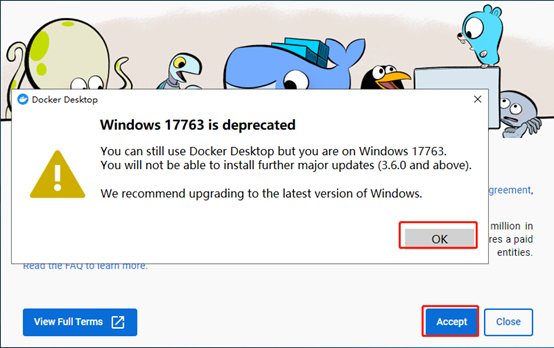 Docker Desktop
Windows 17763 is deprecated
You can still use Docker Desktop but you are on Windows 17763.
You will not be able to install further major updates (3.6.0 and above).
We recommend upgrading to the latest version of Windows.
OK
greement,
million in
res a paid
entities.
Read the FAQ to learn more.
View Full Terms
Accept
Close